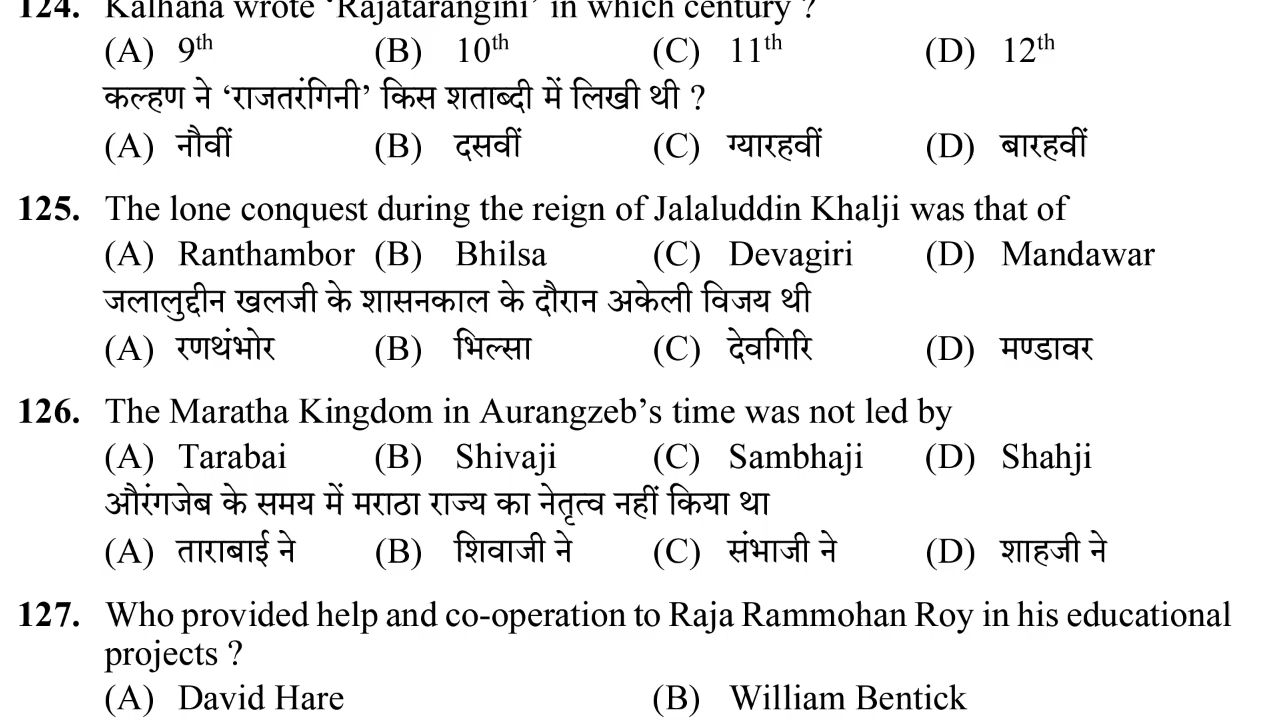 124. Kalhana wrote ‘Rajatarangini’ in which century ?
(A) 9th (B) 10th (C) 11th (D) 12th
कल्हण ने ‘राजतरंगिनी’ किस शताब्दी में लिखी थी ?
(A) नौवीं (B) दसवीं (C) ग्यारहवीं (D) बारहवीं
125. The lone conquest during the reign of Jalaluddin Khalji was that of
(A) Ranthambor (B) Bhilsa (C) Devagiri (D) Mandawar
जलालुद्दीन खलजी के शासनकाल के दौरान अकेली विजय थी
(A) रणथंभोर (B) भिल्सा (C) देवगिरि (D) मण्डावर
126. The Maratha Kingdom in Aurangzeb’s time was not led by
(A) Tarabai (B) Shivaji (C) Sambhaji (D) Shahji
औरंगजेब के समय में मराठा राज्य का नेतृत्व नहीं किया था
(A) ताराबाई ने (B) शिवाजी ने (C) संभाजी ने (D) शाहजी ने
127. Who provided help and co-operation to Raja Rammohan Roy in his educational
projects ?
(A) David Hare (B) William Bentick